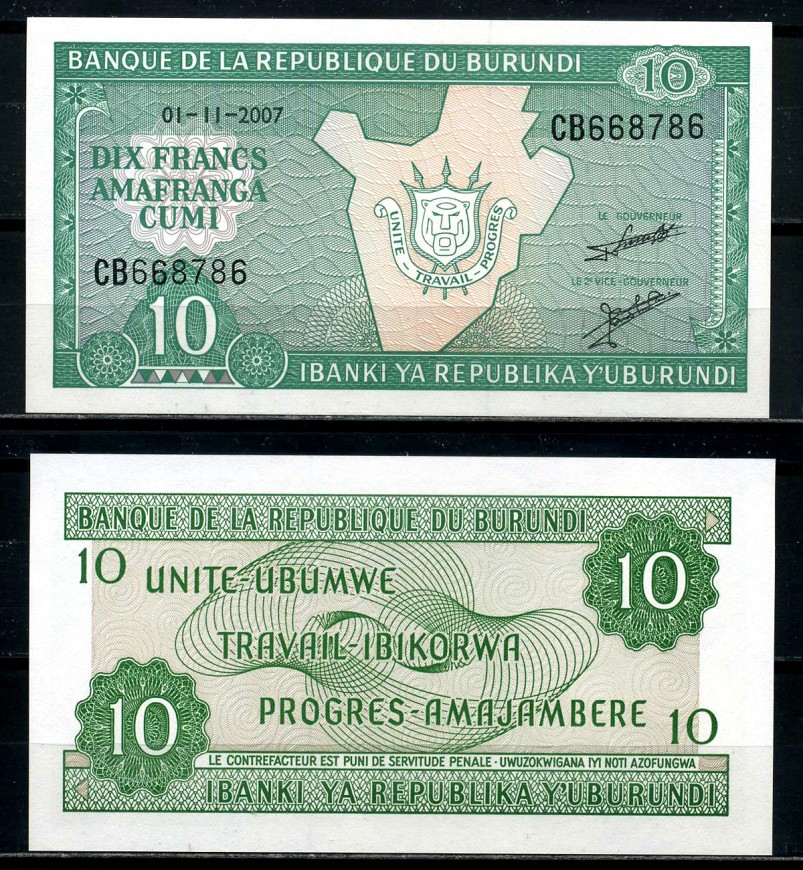 BANQUE DE LA REPUBLIQUE DU BURUNDI
10
01-11-2007
CB668786
DIX FRANCS
AMAFRANGA
CUMI
LE GOUVERNEUR
UNITE - TRAVAIL - PROGRES
CB668786
LE 2e VICE-GOUVERNEUR
10
IBANKI YA REPUBLIKA Y'UBURUNDI
BANQUE DE LA REPUBLIQUE DU BURUNDI
10
10
UNITE-UBUMWE
TRAVAIL-IBIKORWA
PROGRES-AMAJAMBERE
10
10
LE CONTREFACTEUR EST PUNI DE SERVITUDE PENALE · UWUZOKWIGANA IYI NOTI AZOFUNGWA
IBANKI YA REPUBLIKA Y'UBURUNDI